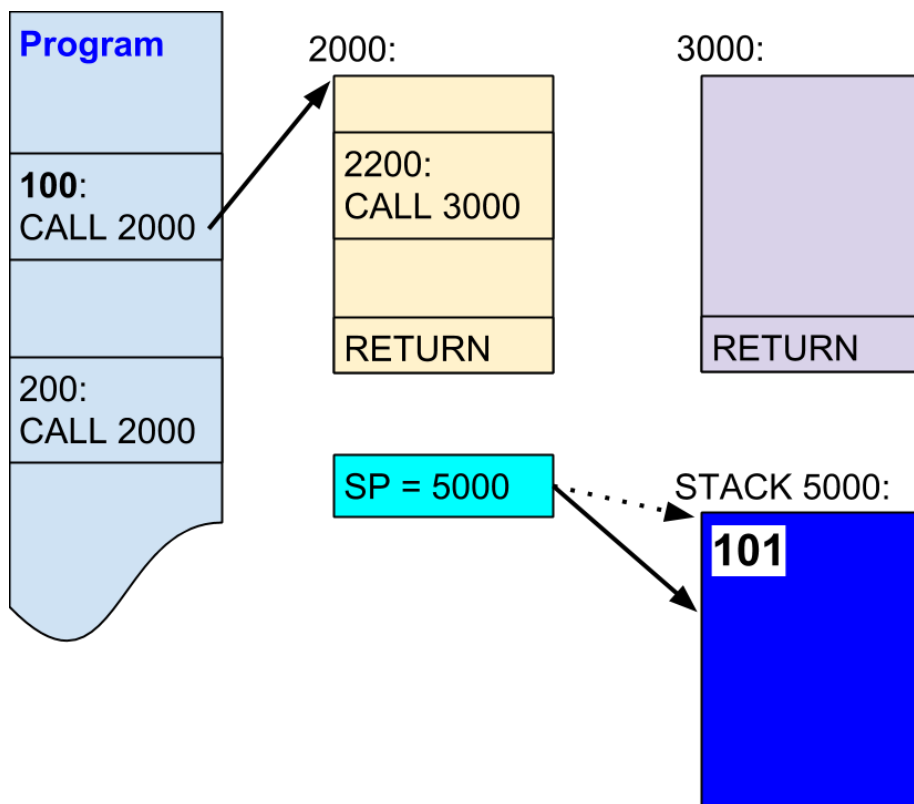 Program
100:
CALL 2000
200:
CALL 2000
2000:
2200:
CALL 3000
RETURN
3000:
RETURN
SP = 5000
STACK 5000:
101